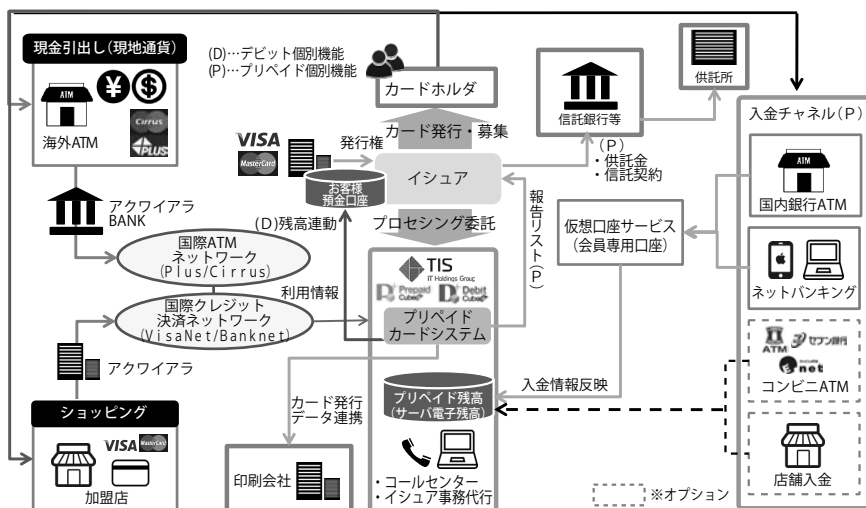 現金引出し(現地通貨)
ATM
海外ATM
Cirrus
PLUS
(D)…デビット個別機能
(P)…プリペイド個別機能
カードホルダ
カード発行・募集
VISA
MasterCard
発行権
イシュア
お客様
預金口座
プロセシング委託
(D)残高連動
信託銀行等
供託所
(P)
・供託金
・信託契約
報告リスト(P)
アクワイアラ
BANK
国際ATM
ネットワーク
(Plus/Cirrus)
国際クレジット
決済ネットワーク
(VisaNet/Banknet)
利用情報
アクワイアラ
ショッピング
VISA
MasterCard
加盟店
TIS
IT Holdings Group
Prepaid
Cubic
Debit
Cubic
プリペイド
カードシステム
カード発行
データ連携
印刷会社
プリペイド残高
(サーバ電子残高)
・コールセンター
・イシュア事務代行
仮想口座サービス
(会員専用口座)
入金情報反映
入金チャネル(P)
ATM
国内銀行ATM
ネットバンキング
ATM
セブン銀行
enet
コンビニATM
店舗入金
※オプション